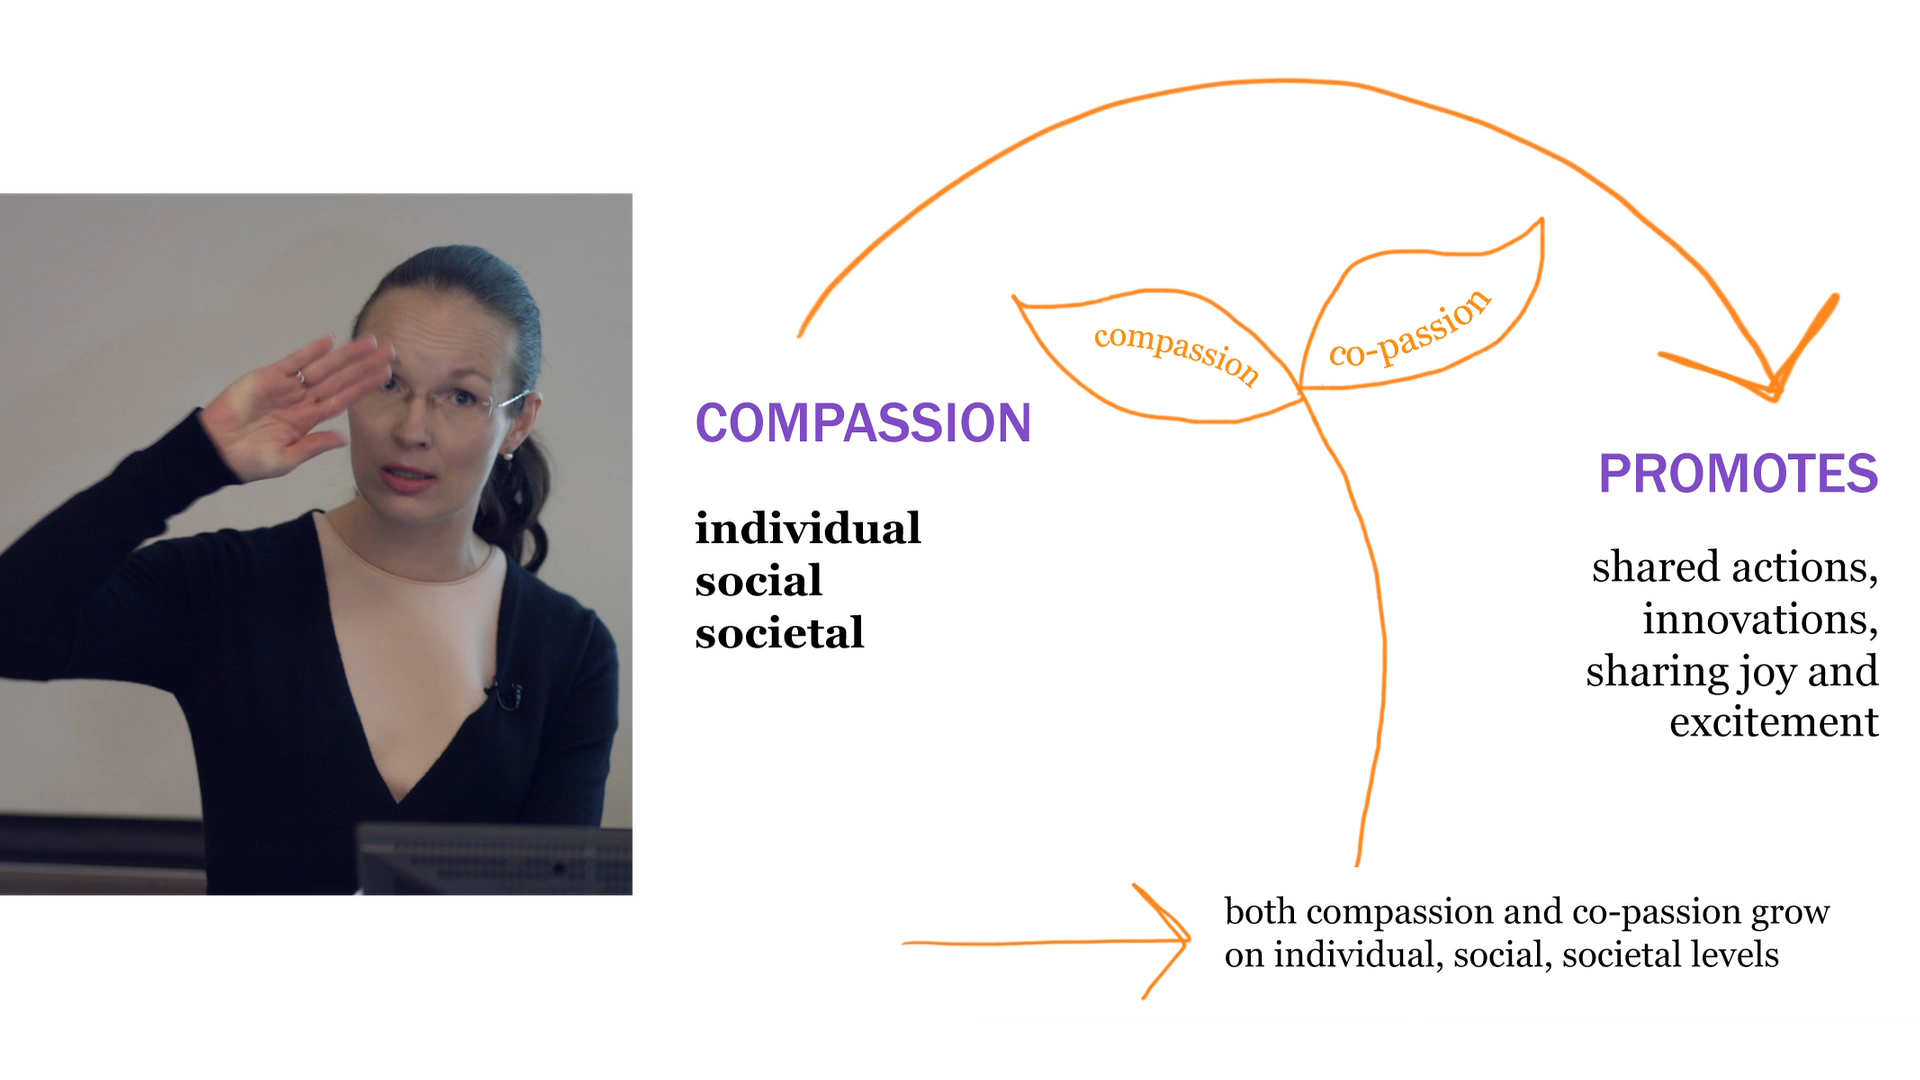 COMPASSION
individual
social
societal
compassion
co-passion
PROMOTES
shared actions,
innovations,
sharing joy and
excitement
both compassion and co-passion grow
on individual, social, societal levels